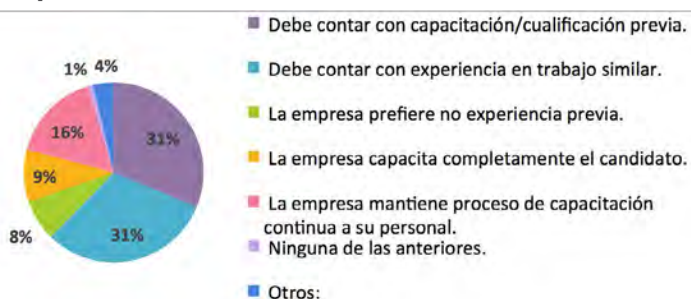 Debe contar con capacitación/cualificación previa.
Debe contar con experiencia en trabajo similar.
La empresa prefiere no experiencia previa.
La empresa capacita completamente el candidato.
La empresa mantiene proceso de capacitación
continua a su personal.
Ninguna de las anteriores.
Otros:
1% 4%
31%
16%
9%
8%
31%